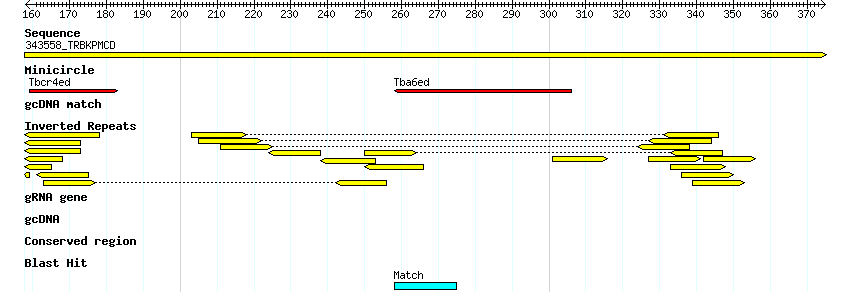 160 170 180 190 200 210 220 230 240 250 260 270 280 290 300 310 320 330 340 350 360 370
Sequence
343558_TRBKPMCD
Minicircle
Tbcr4ed Tba6ed
gcDNA match
Inverted Repeats
gRNA gene
gcDNA
Conserved region
Blast Hit
Match